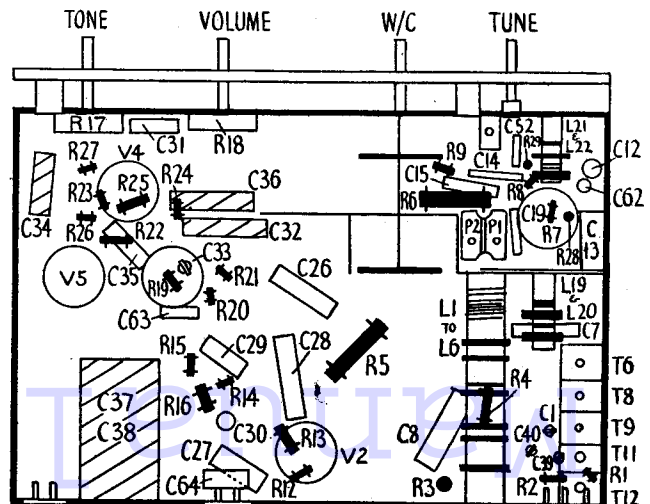 TONE VOLUME W/C TUNE
R17 C31 R18 C52 R29 L21 & L22 C12
R27 V4 R24 C36 R9 C14 C15 R8 C62
R23 R25 R6 C19
C34 R26 R22 C32 P2 P1 R7 R28 C13
C35 C33 R21 C26
V5 R19 R20 L1 TO L6 L19 & L20
C63 C7
R15 C29 C28 R5 T6
R16 R14 R4 T8
C37 C30 R13 C8 C1 T9
C38 C27 V2 C40 C39 T11
C64 R12 R3 R2 R1
T12